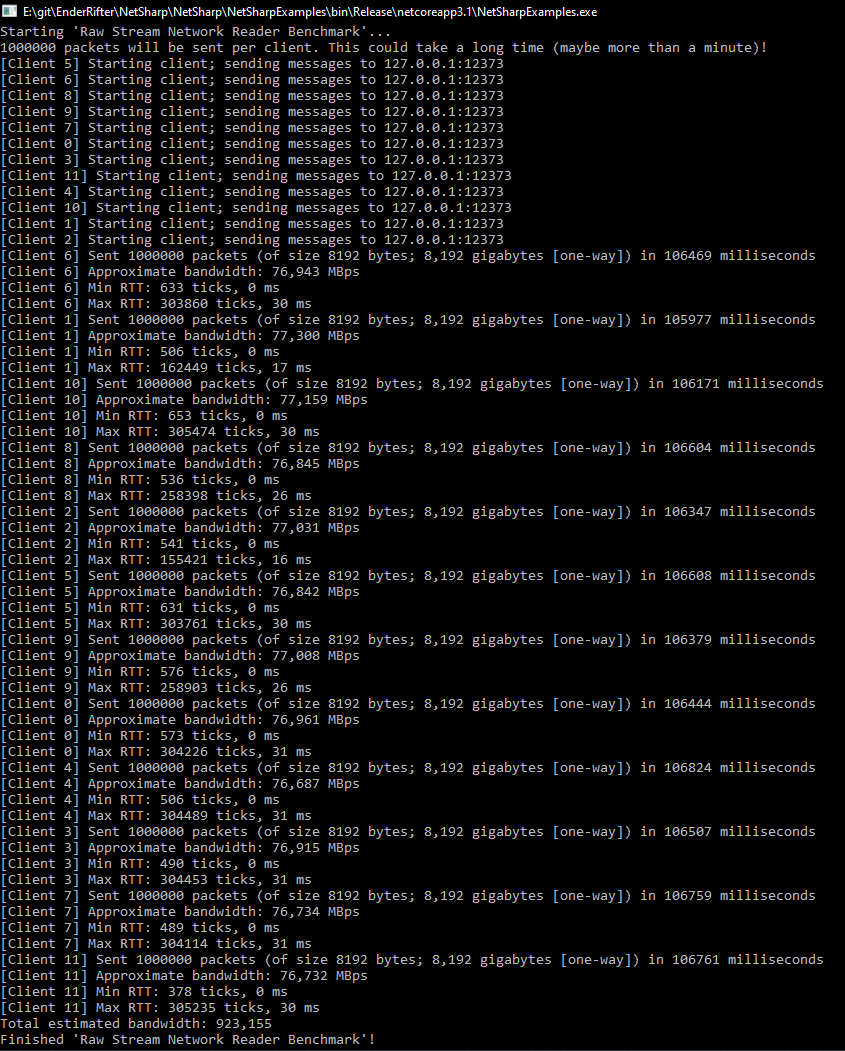 E:\git\EnderRifter\NetSharp\NetSharp\NetSharpExamples\bin\Release\netcoreapp3.1\NetSharpExamples.exe
Starting 'Raw Stream Network Reader Benchmark'...
1000000 packets will be sent per client. This could take a long time (maybe more than a minute)!
[Client 5] Starting client; sending messages to 127.0.0.1:12373
[Client 6] Starting client; sending messages to 127.0.0.1:12373
[Client 8] Starting client; sending messages to 127.0.0.1:12373
[Client 9] Starting client; sending messages to 127.0.0.1:12373
[Client 7] Starting client; sending messages to 127.0.0.1:12373
[Client 0] Starting client; sending messages to 127.0.0.1:12373
[Client 3] Starting client; sending messages to 127.0.0.1:12373
[Client 11] Starting client; sending messages to 127.0.0.1:12373
[Client 4] Starting client; sending messages to 127.0.0.1:12373
[Client 10] Starting client; sending messages to 127.0.0.1:12373
[Client 1] Starting client; sending messages to 127.0.0.1:12373
[Client 2] Starting client; sending messages to 127.0.0.1:12373
[Client 6] Sent 1000000 packets (of size 8192 bytes; 8,192 gigabytes [one-way]) in 106469 milliseconds
[Client 6] Approximate bandwidth: 76,943 MBps
[Client 6] Min RTT: 633 ticks, 0 ms
[Client 6] Max RTT: 303860 ticks, 30 ms
[Client 1] Sent 1000000 packets (of size 8192 bytes; 8,192 gigabytes [one-way]) in 105977 milliseconds
[Client 1] Approximate bandwidth: 77,300 MBps
[Client 1] Min RTT: 506 ticks, 0 ms
[Client 1] Max RTT: 162449 ticks, 17 ms
[Client 10] Sent 1000000 packets (of size 8192 bytes; 8,192 gigabytes [one-way]) in 106171 milliseconds
[Client 10] Approximate bandwidth: 77,159 MBps
[Client 10] Min RTT: 653 ticks, 0 ms
[Client 10] Max RTT: 305474 ticks, 30 ms
[Client 8] Sent 1000000 packets (of size 8192 bytes; 8,192 gigabytes [one-way]) in 106604 milliseconds
[Client 8] Approximate bandwidth: 76,845 MBps
[Client 8] Min RTT: 536 ticks, 0 ms
[Client 8] Max RTT: 258398 ticks, 26 ms
[Client 2] Sent 1000000 packets (of size 8192 bytes; 8,192 gigabytes [one-way]) in 106347 milliseconds
[Client 2] Approximate bandwidth: 77,031 MBps
[Client 2] Min RTT: 541 ticks, 0 ms
[Client 2] Max RTT: 155421 ticks, 16 ms
[Client 5] Sent 1000000 packets (of size 8192 bytes; 8,192 gigabytes [one-way]) in 106608 milliseconds
[Client 5] Approximate bandwidth: 76,842 MBps
[Client 5] Min RTT: 631 ticks, 0 ms
[Client 5] Max RTT: 303761 ticks, 30 ms
[Client 9] Sent 1000000 packets (of size 8192 bytes; 8,192 gigabytes [one-way]) in 106379 milliseconds
[Client 9] Approximate bandwidth: 77,008 MBps
[Client 9] Min RTT: 576 ticks, 0 ms
[Client 9] Max RTT: 258903 ticks, 26 ms
[Client 0] Sent 1000000 packets (of size 8192 bytes; 8,192 gigabytes [one-way]) in 106444 milliseconds
[Client 0] Approximate bandwidth: 76,961 MBps
[Client 0] Min RTT: 573 ticks, 0 ms
[Client 0] Max RTT: 304226 ticks, 31 ms
[Client 4] Sent 1000000 packets (of size 8192 bytes; 8,192 gigabytes [one-way]) in 106824 milliseconds
[Client 4] Approximate bandwidth: 76,687 MBps
[Client 4] Min RTT: 506 ticks, 0 ms
[Client 4] Max RTT: 304489 ticks, 31 ms
[Client 3] Sent 1000000 packets (of size 8192 bytes; 8,192 gigabytes [one-way]) in 106507 milliseconds
[Client 3] Approximate bandwidth: 76,915 MBps
[Client 3] Min RTT: 490 ticks, 0 ms
[Client 3] Max RTT: 304453 ticks, 31 ms
[Client 7] Sent 1000000 packets (of size 8192 bytes; 8,192 gigabytes [one-way]) in 106759 milliseconds
[Client 7] Approximate bandwidth: 76,734 MBps
[Client 7] Min RTT: 489 ticks, 0 ms
[Client 7] Max RTT: 304114 ticks, 31 ms
[Client 11] Sent 1000000 packets (of size 8192 bytes; 8,192 gigabytes [one-way]) in 106761 milliseconds
[Client 11] Approximate bandwidth: 76,732 MBps
[Client 11] Min RTT: 378 ticks, 0 ms
[Client 11] Max RTT: 305235 ticks, 30 ms
Total estimated bandwidth: 923,155
Finished 'Raw Stream Network Reader Benchmark'!